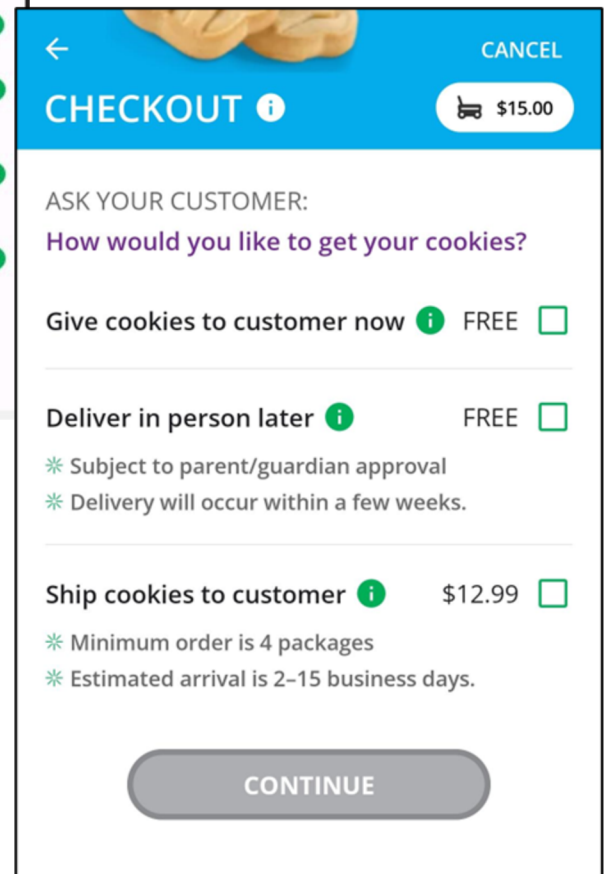 CANCEL
CHECKOUT
$15.00
ASK YOUR CUSTOMER:
How would you like to get your cookies?
Give cookies to customer now FREE
Deliver in person later FREE
Subject to parent/guardian approval
Delivery will occur within a few weeks.
Ship cookies to customer $12.99
Minimum order is 4 packages
Estimated arrival is 2–15 business days.
CONTINUE